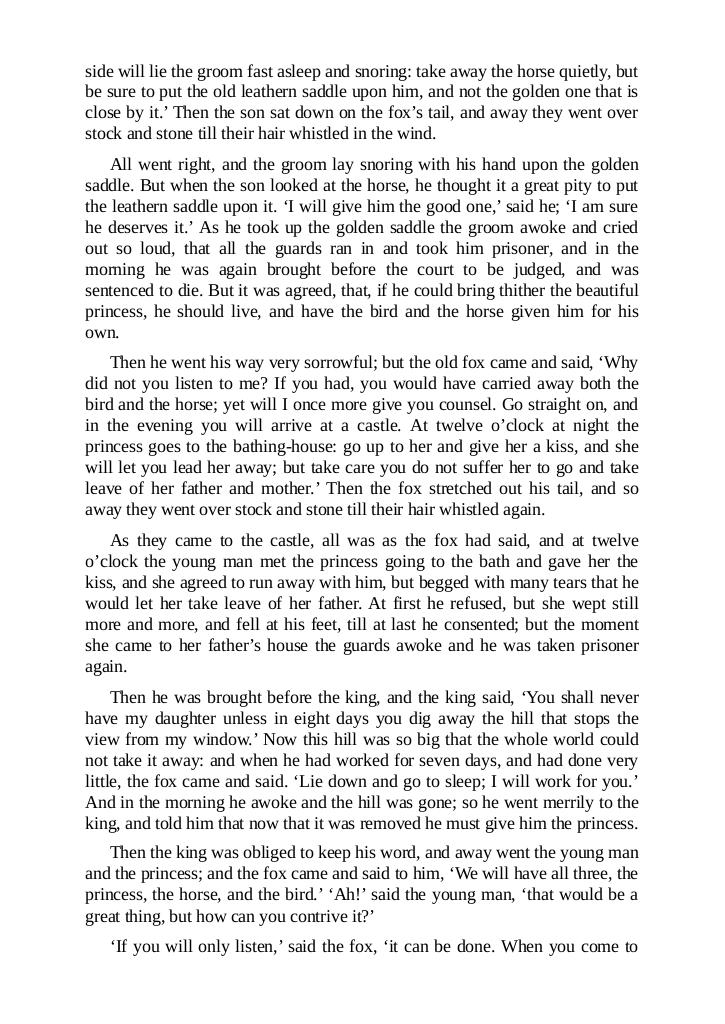 side will lie the groom fast asleep and snoring: take away the horse quietly, but
be sure to put the old leathern saddle upon him, and not the golden one that is
close by it.’ Then the son sat down on the fox’s tail, and away they went over
stock and stone till their hair whistled in the wind.
All went right, and the groom lay snoring with his hand upon the golden
saddle. But when the son looked at the horse, he thought it a great pity to put
the leathern saddle upon it. ‘I will give him the good one,’ said he; ‘I am sure
he deserves it.’ As he took up the golden saddle the groom awoke and cried
out so loud, that all the guards ran in and took him prisoner, and in the
morning he was again brought before the court to be judged, and was
sentenced to die. But it was agreed, that, if he could bring thither the beautiful
princess, he should live, and have the bird and the horse given him for his
own.
Then he went his way very sorrowful; but the old fox came and said, ‘Why
did not you listen to me? If you had, you would have carried away both the
bird and the horse; yet will I once more give you counsel. Go straight on, and
in the evening you will arrive at a castle. At twelve o’clock at night the
princess goes to the bathing-house: go up to her and give her a kiss, and she
will let you lead her away; but take care you do not suffer her to go and take
leave of her father and mother.’ Then the fox stretched out his tail, and so
away they went over stock and stone till their hair whistled again.
As they came to the castle, all was as the fox had said, and at twelve
o’clock the young man met the princess going to the bath and gave her the
kiss, and she agreed to run away with him, but begged with many tears that he
would let her take leave of her father. At first he refused, but she wept still
more and more, and fell at his feet, till at last he consented; but the moment
she came to her father’s house the guards awoke and he was taken prisoner
again.
Then he was brought before the king, and the king said, ‘You shall never
have my daughter unless in eight days you dig away the hill that stops the
view from my window.’ Now this hill was so big that the whole world could
not take it away: and when he had worked for seven days, and had done very
little, the fox came and said. ‘Lie down and go to sleep; I will work for you.’
And in the morning he awoke and the hill was gone; so he went merrily to the
king, and told him that now that it was removed he must give him the princess.
Then the king was obliged to keep his word, and away went the young man
and the princess; and the fox came and said to him, ‘We will have all three, the
princess, the horse, and the bird.’ ‘Ah!’ said the young man, ‘that would be a
great thing, but how can you contrive it?’
‘If you will only listen,’ said the fox, ‘it can be done. When you come to